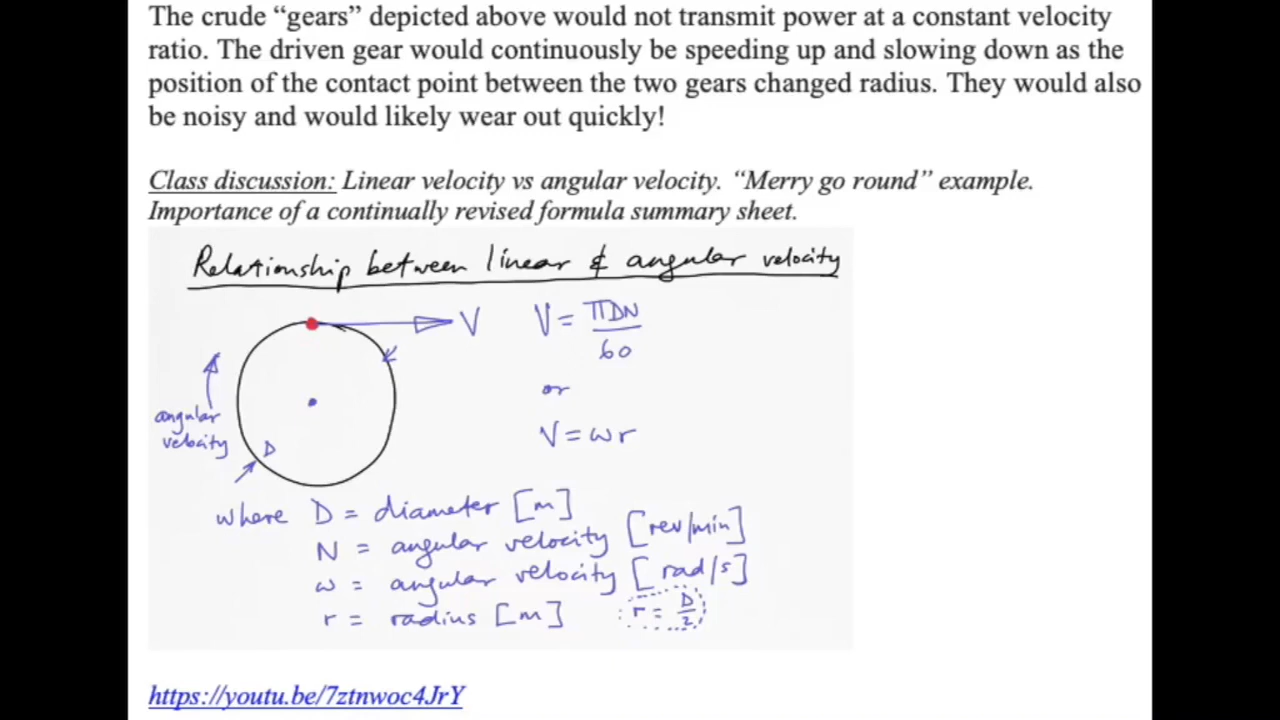 The crude “gears” depicted above would not transmit power at a constant velocity
ratio. The driven gear would continuously be speeding up and slowing down as the
position of the contact point between the two gears changed radius. They would also
be noisy and would likely wear out quickly!
Class discussion: Linear velocity vs angular velocity. “Merry go round” example.
Importance of a continually revised formula summary sheet.
Relationship between linear & angular velocity
V
V = πDN
60
or
V = ωr
angular
velocity
D
where D = diameter [m]
N = angular velocity [rev/min]
ω = angular velocity [rad/s]
r = radius [m] r = D/2
https://youtu.be/7ztnwoc4JrY